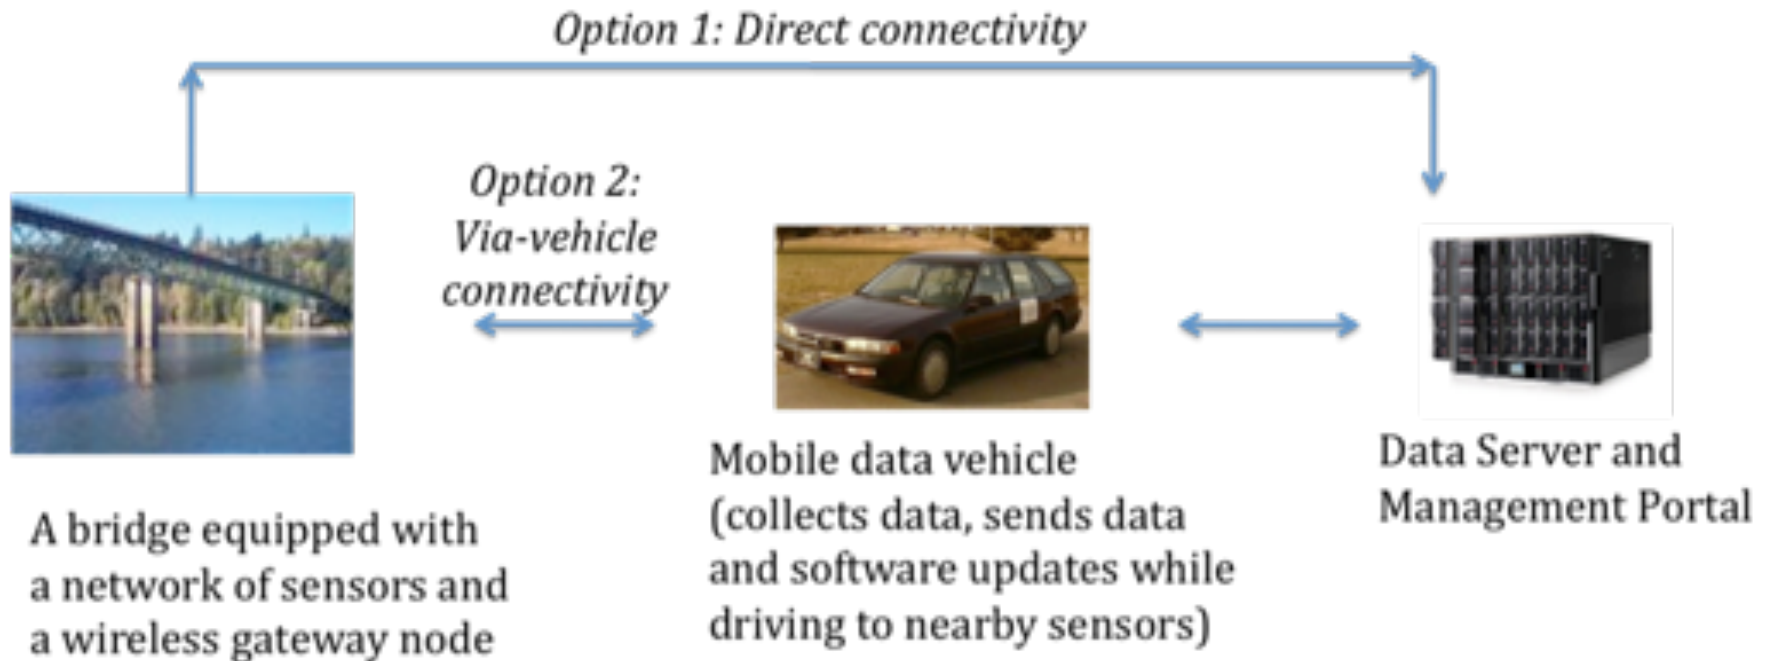 Option 1: Direct connectivity
Option 2:
Via-vehicle
connectivity
A bridge equipped with
a network of sensors and
a wireless gateway node
Mobile data vehicle
(collects data, sends data
and software updates while
driving to nearby sensors)
Data Server and
Management Portal